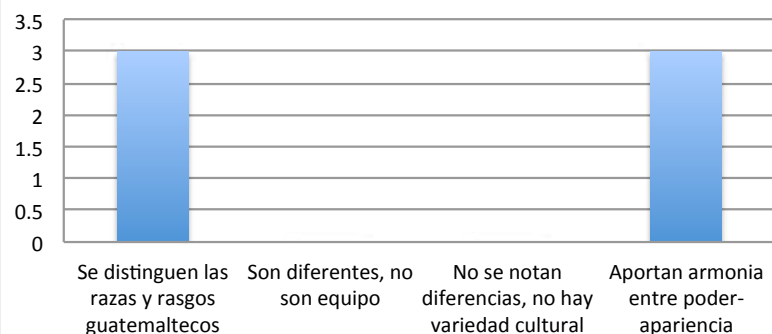 3.5
3
2.5
2
1.5
1
0.5
0
Se distinguen las
razas y rasgos
guatemaltecos
Son diferentes, no
son equipo
No se notan
diferencias, no hay
variedad cultural
Aportan armonia
entre poder-
apariencia